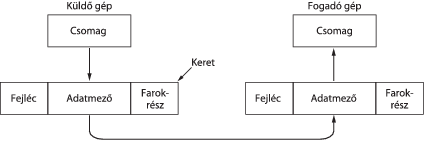 Küldő gép
Fogadó gép
Csomag
Csomag
Keret
Fejléc
Adatmező
Farok-
rész
Fejléc
Adatmező
Farok-
rész